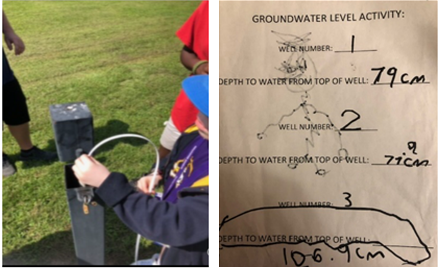 GROUNDWATER LEVEL ACTIVITY:
WELL NUMBER: 1
DEPTH TO WATER FROM TOP OF WELL: 79cm
WELL NUMBER: 2
DEPTH TO WATER FROM TOP OF WELL:
WELL NUMBER: 3
DEPTH TO WATER FROM TOP OF WELL:
106.9cm